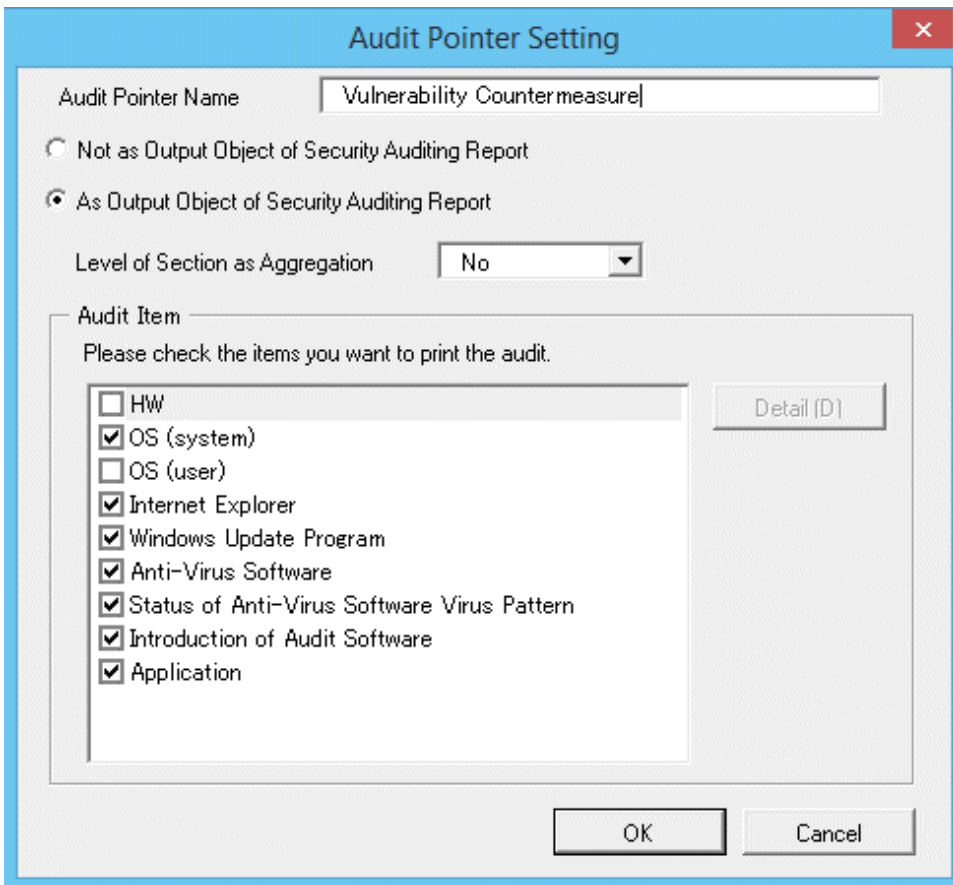 Audit Pointer Setting
Audit Pointer Name Vulnerability Countermeasure
Not as Output Object of Security Auditing Report
As Output Object of Security Auditing Report
Level of Section as Aggregation No
Audit Item
Please check the items you want to print the audit.
HW
Detail (D)
OS (system)
OS (user)
Internet Explorer
Windows Update Program
Anti-Virus Software
Status of Anti-Virus Software Virus Pattern
Introduction of Audit Software
Application
OK Cancel